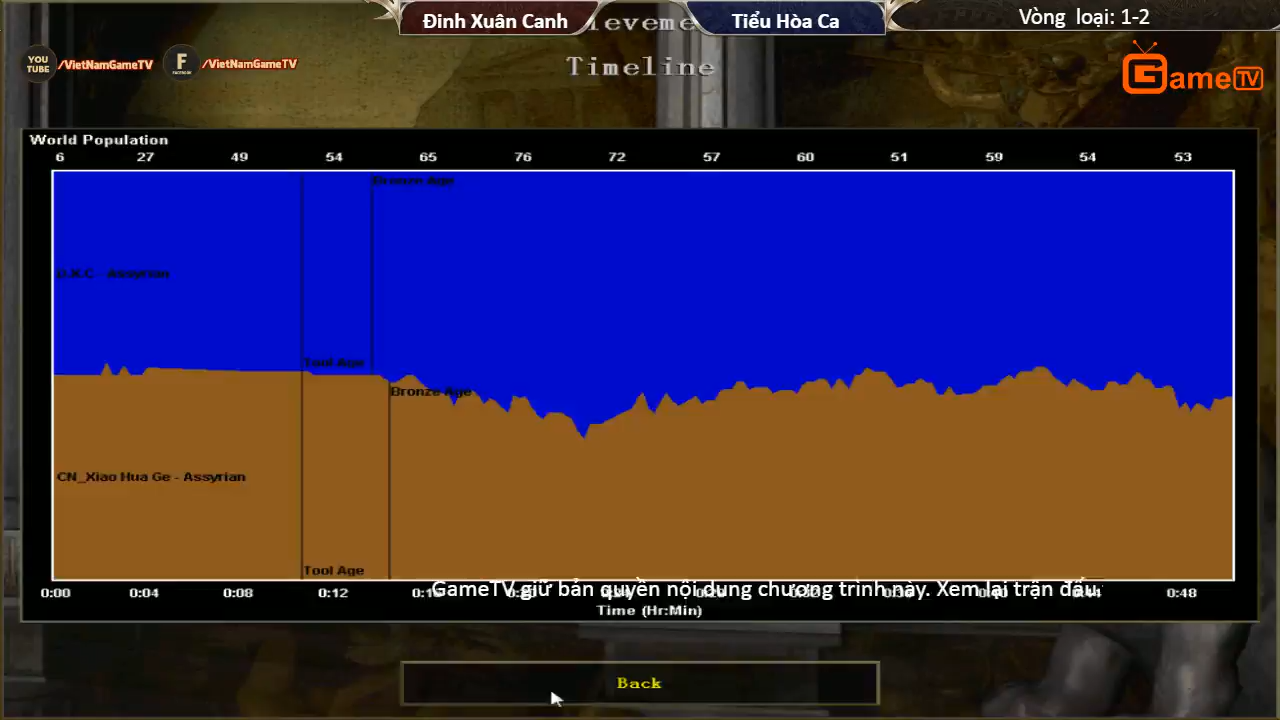 Đinh Xuân Canh
Tiểu Hòa Ca
Vòng loại: 1-2
Timeline
YOU TUBE /VietNamGameTV
F FACEBOOK /VietNamGameTV
GameTV
World Population
6 27 49 54 65 76 72 57 60 51 59 54 53
Bronze Age
D.X.C - Assyrian
Tool Age
Bronze Age
CN_Xiao Hua Ge - Assyrian
Tool Age
GameTV giữ bản quyền nội dung chương trình này. Xem lại trận đấu
0:00 0:04 0:08 0:12 0:48
Time (Hr:Min)
Back